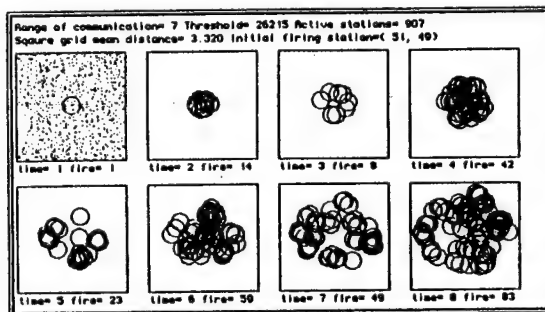 Range of communication= 7 Threshold= 26215 Active stations= 907
Sqaure grid mean distance= 3.320 Initial firing station=( 51, 49)
time= 1 fire= 1 time= 2 fire= 14 time= 3 fire= 9 time= 4 fire= 42
time= 5 fire= 23 time= 6 fire= 50 time= 7 fire= 49 time= 8 fire= 83